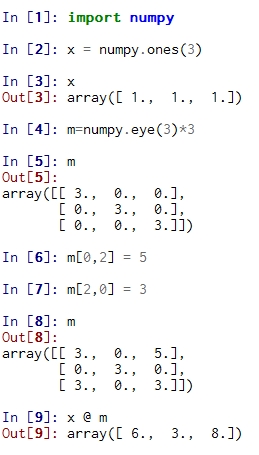 In [1]: import numpy
In [2]: x = numpy.ones(3)
In [3]: x
Out[3]: array([ 1., 1., 1.])
In [4]: m=numpy.eye(3)*3
In [5]: m
Out[5]:
array([[ 3., 0., 0.],
       [ 0., 3., 0.],
       [ 0., 0., 3.]])
In [6]: m[0,2] = 5
In [7]: m[2,0] = 3
In [8]: m
Out[8]:
array([[ 3., 0., 5.],
       [ 0., 3., 0.],
       [ 3., 0., 3.]])
In [9]: x @ m
Out[9]: array([ 6., 3., 8.])